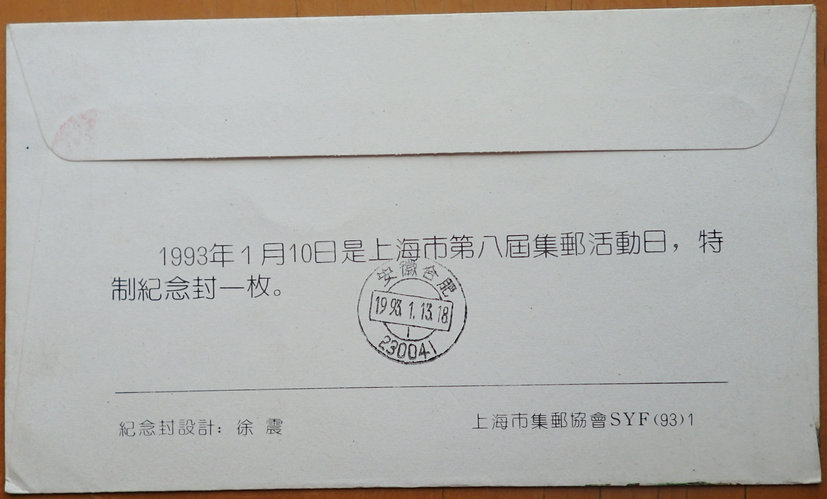 1993年1月10日是上海市第八屆集郵活動日，特
制紀念封一枚。
安徽合肥
1993.1.13.18
1
230041
紀念封設計：徐 震
上海市集郵協會SYF(93)1